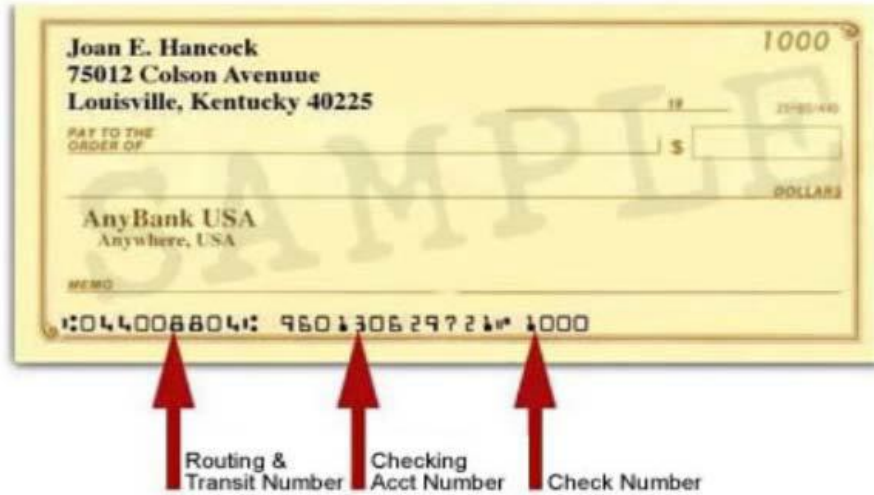 Joan E. Hancock
1000
75012 Colson Avenuue
Louisville, Kentucky 40225
19
PAY TO THE
ORDER OF
$
DOLLARS
SAMPLE
AnyBank USA
Anywhere, USA
MEMO
⑆044008804⑆ 960130629721⑈ 1000
Routing &
Transit Number
Checking
Acct Number
Check Number